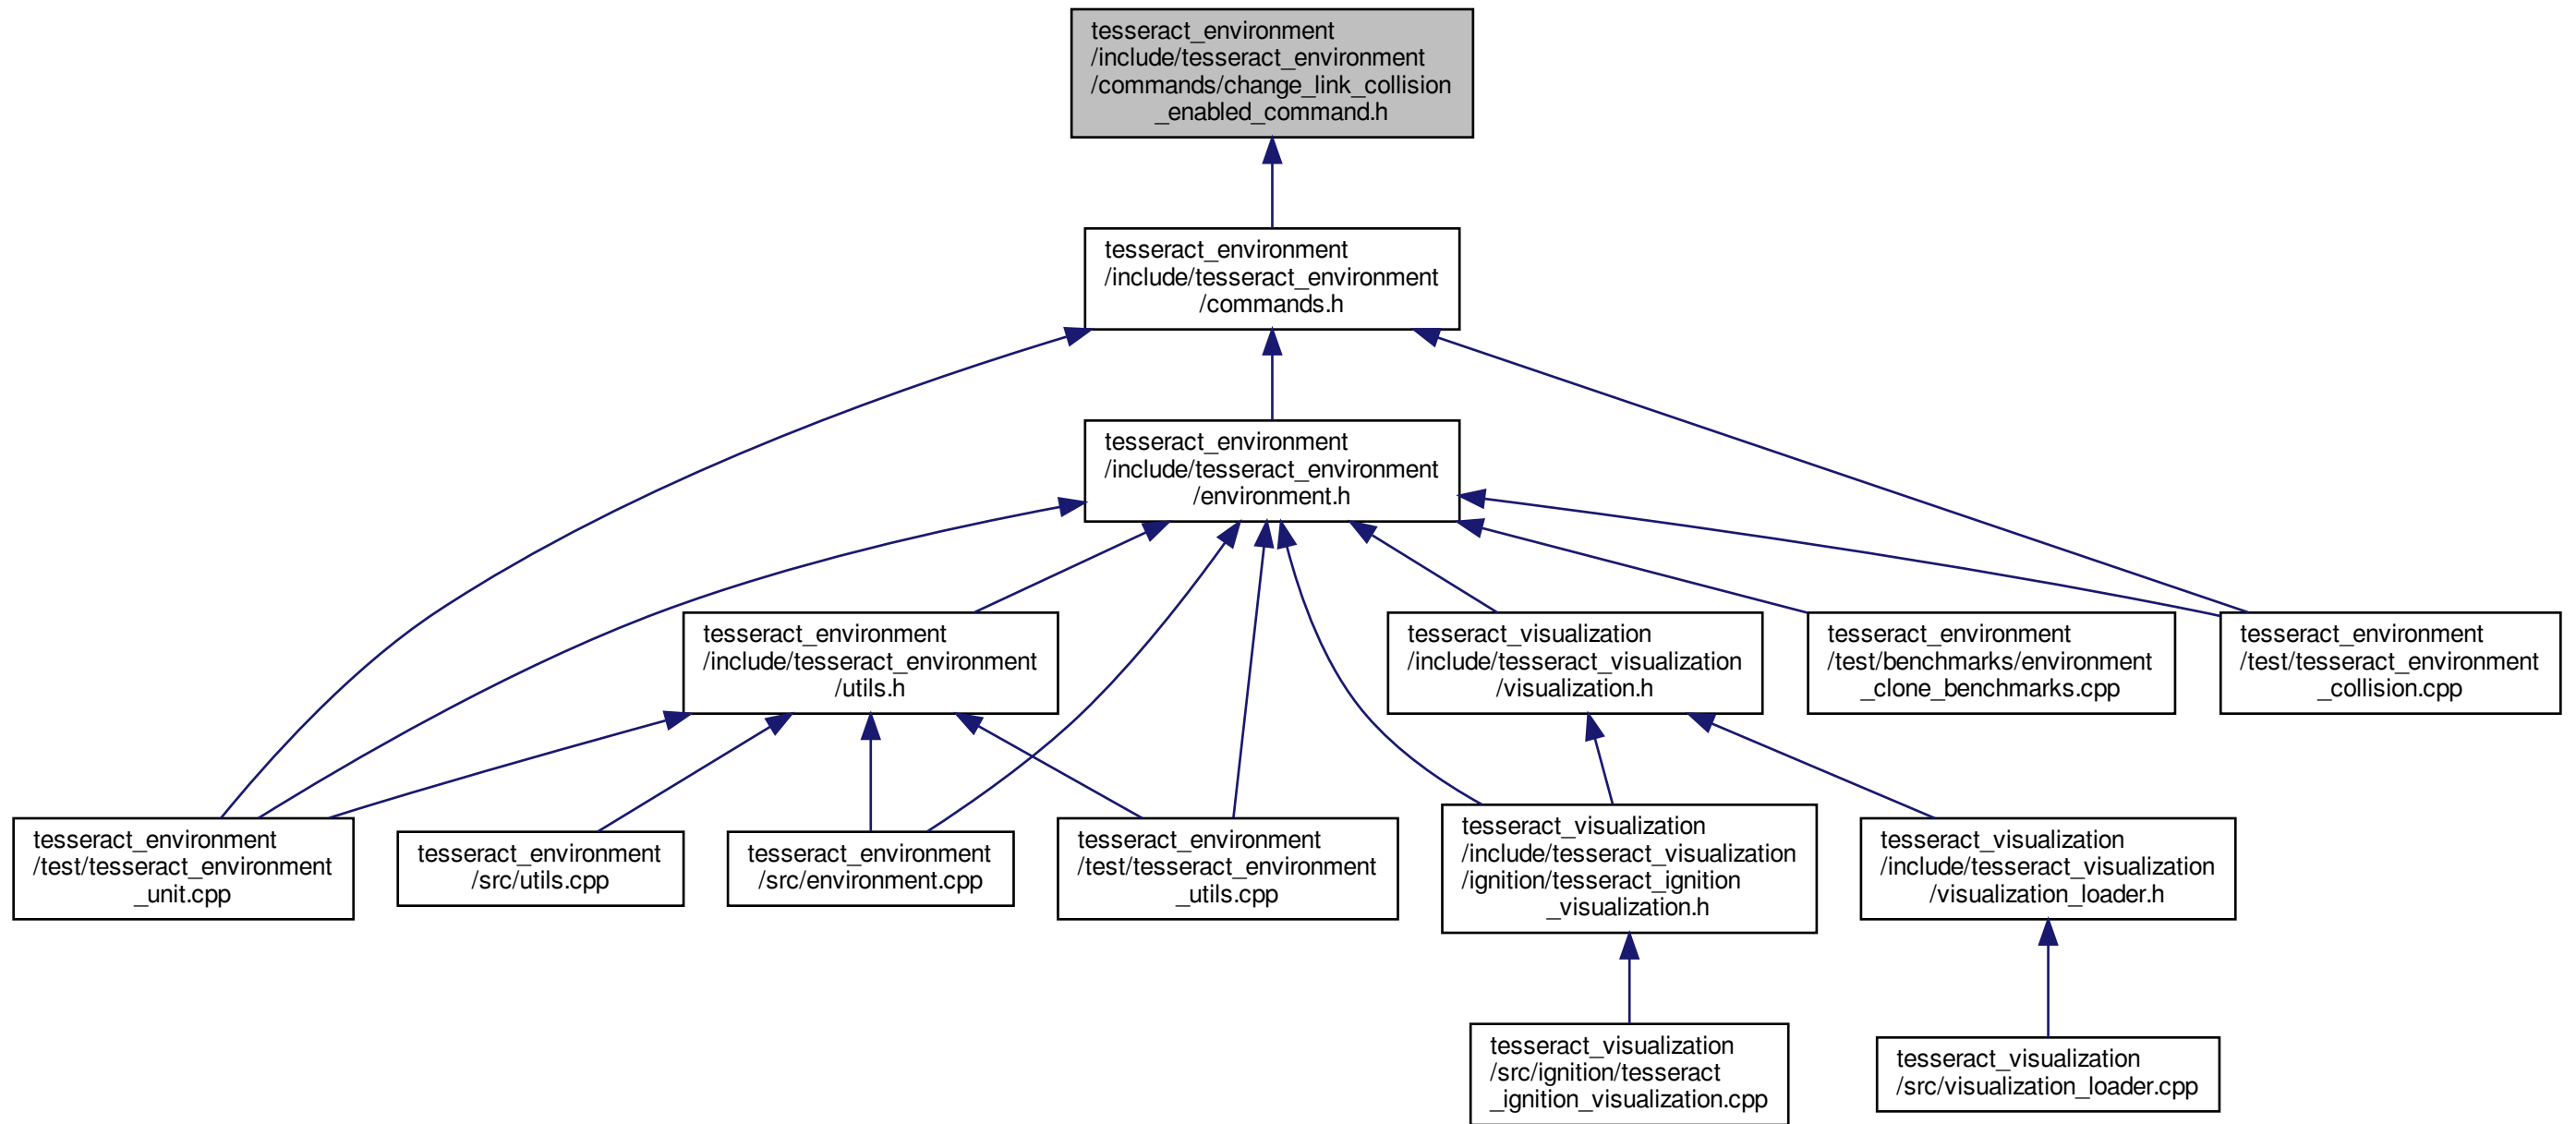 tesseract_environment
/include/tesseract_environment
/commands/change_link_collision
_enabled_command.h
tesseract_environment
/include/tesseract_environment
/commands.h
tesseract_environment
/include/tesseract_environment
/environment.h
tesseract_environment
/include/tesseract_environment
/utils.h
tesseract_visualization
/include/tesseract_visualization
/visualization.h
tesseract_environment
/test/benchmarks/environment
_clone_benchmarks.cpp
tesseract_environment
/test/tesseract_environment
_collision.cpp
tesseract_environment
/test/tesseract_environment
_unit.cpp
tesseract_environment
/src/utils.cpp
tesseract_environment
/src/environment.cpp
tesseract_environment
/test/tesseract_environment
_utils.cpp
tesseract_visualization
/include/tesseract_visualization
/ignition/tesseract_ignition
_visualization.h
tesseract_visualization
/include/tesseract_visualization
/visualization_loader.h
tesseract_visualization
/src/ignition/tesseract
_ignition_visualization.cpp
tesseract_visualization
/src/visualization_loader.cpp